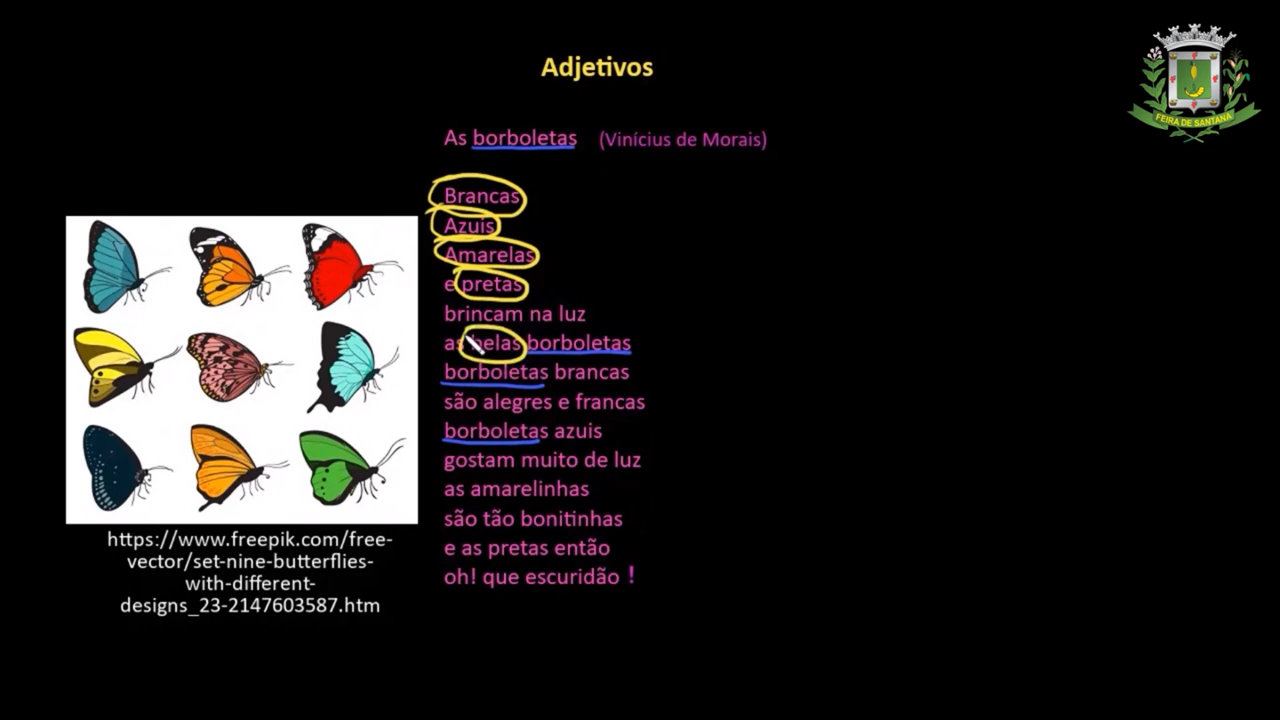 Adjetivos
FEIRA DE SANTANA
As borboletas (Vinícius de Morais)
Brancas
Azuis
Amarelas
e pretas
brincam na luz
as belas borboletas
borboletas brancas
são alegres e francas
borboletas azuis
gostam muito de luz
as amarelinhas
são tão bonitinhas
e as pretas então
oh! que escuridão !
https://www.freepik.com/free-
vector/set-nine-butterflies-
with-different-
designs_23-2147603587.htm